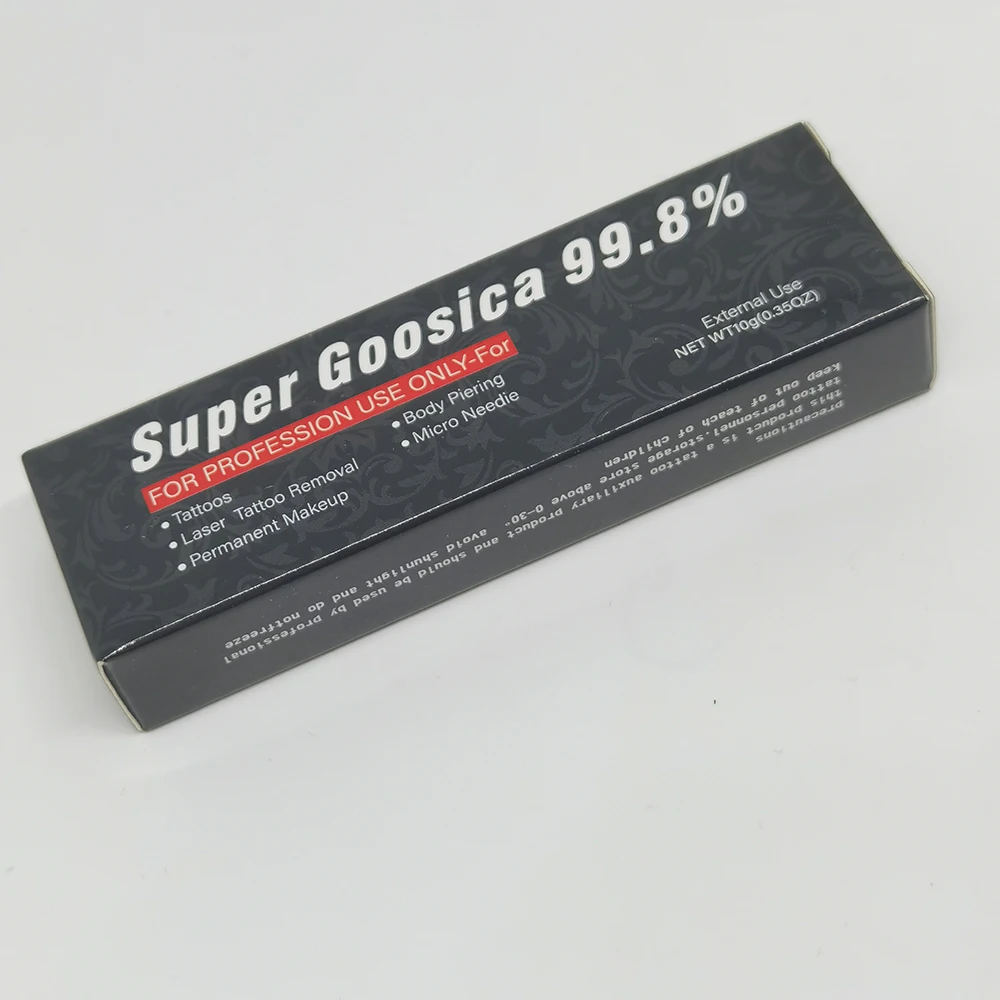 Super Goosica 99.8%
FOR PROFESSION USE ONLY-For
• Tattoos
• Laser Tattoo Removal
• Permanent Makeup
• Body Piering
• Micro Needie
External Use
NET WT10g(0.35OZ)
precautions
this product is a tattoo auxiliary product and should be used by professional
tattoo personnel.storage store above 0-30° avoid shunlight and do notfreeze
keep out of teach of children